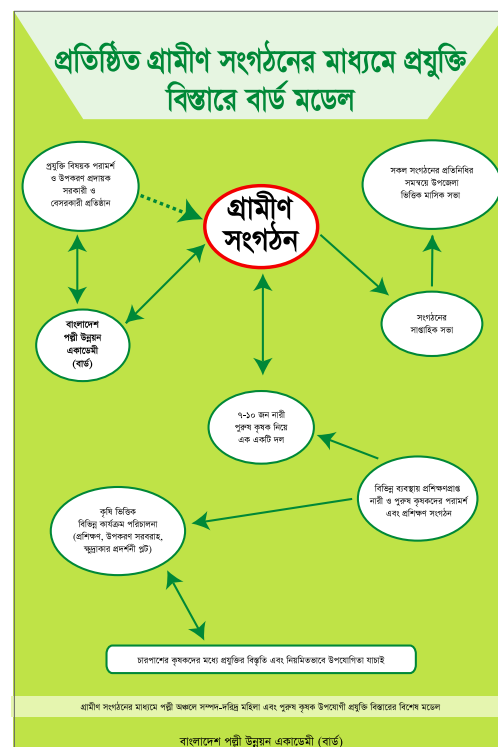 প্রতিষ্ঠিত গ্রামীণ সংগঠনের মাধ্যমে প্রযুক্তি
বিস্তারে বার্ড মডেল
প্রযুক্তি বিষয়ক পরামর্শ
ও উপকরণ প্রদায়ক
সরকারী ও
বেসরকারী প্রতিষ্ঠান
গ্রামীণ
সংগঠন
সকল সংগঠনের প্রতিনিধির
সমন্বয়ে উপজেলা
ভিত্তিক মাসিক সভা
বাংলাদেশ
পল্লী উন্নয়ন
একাডেমী
(বার্ড)
সংগঠনের
সাপ্তাহিক সভা
৭-১০ জন নারী
পুরুষ কৃষক নিয়ে
এক একটি দল
বিভিন্ন ব্যবস্থায় প্রশিক্ষণপ্রাপ্ত
নারী ও পুরুষ কৃষকদের পরামর্শ
এবং প্রশিক্ষণ সংগঠন
কৃষি ভিত্তিক
বিভিন্ন কার্যক্রম পরিচালনা
(প্রশিক্ষণ, উপকরণ সরবরাহ,
ক্ষুদ্রাকার প্রদর্শনী প্লট)
চারপাশের কৃষকদের মধ্যে প্রযুক্তির বিস্তৃতি এবং নিয়মিতভাবে উপযোগিতা যাচাই
গ্রামীণ সংগঠনের মাধ্যমে পল্লী অঞ্চলে সম্পদ-দরিদ্র মহিলা এবং পুরুষ কৃষক উপযোগী প্রযুক্তি বিস্তারের বিশেষ মডেল
বাংলাদেশ পল্লী উন্নয়ন একাডেমী (বার্ড)